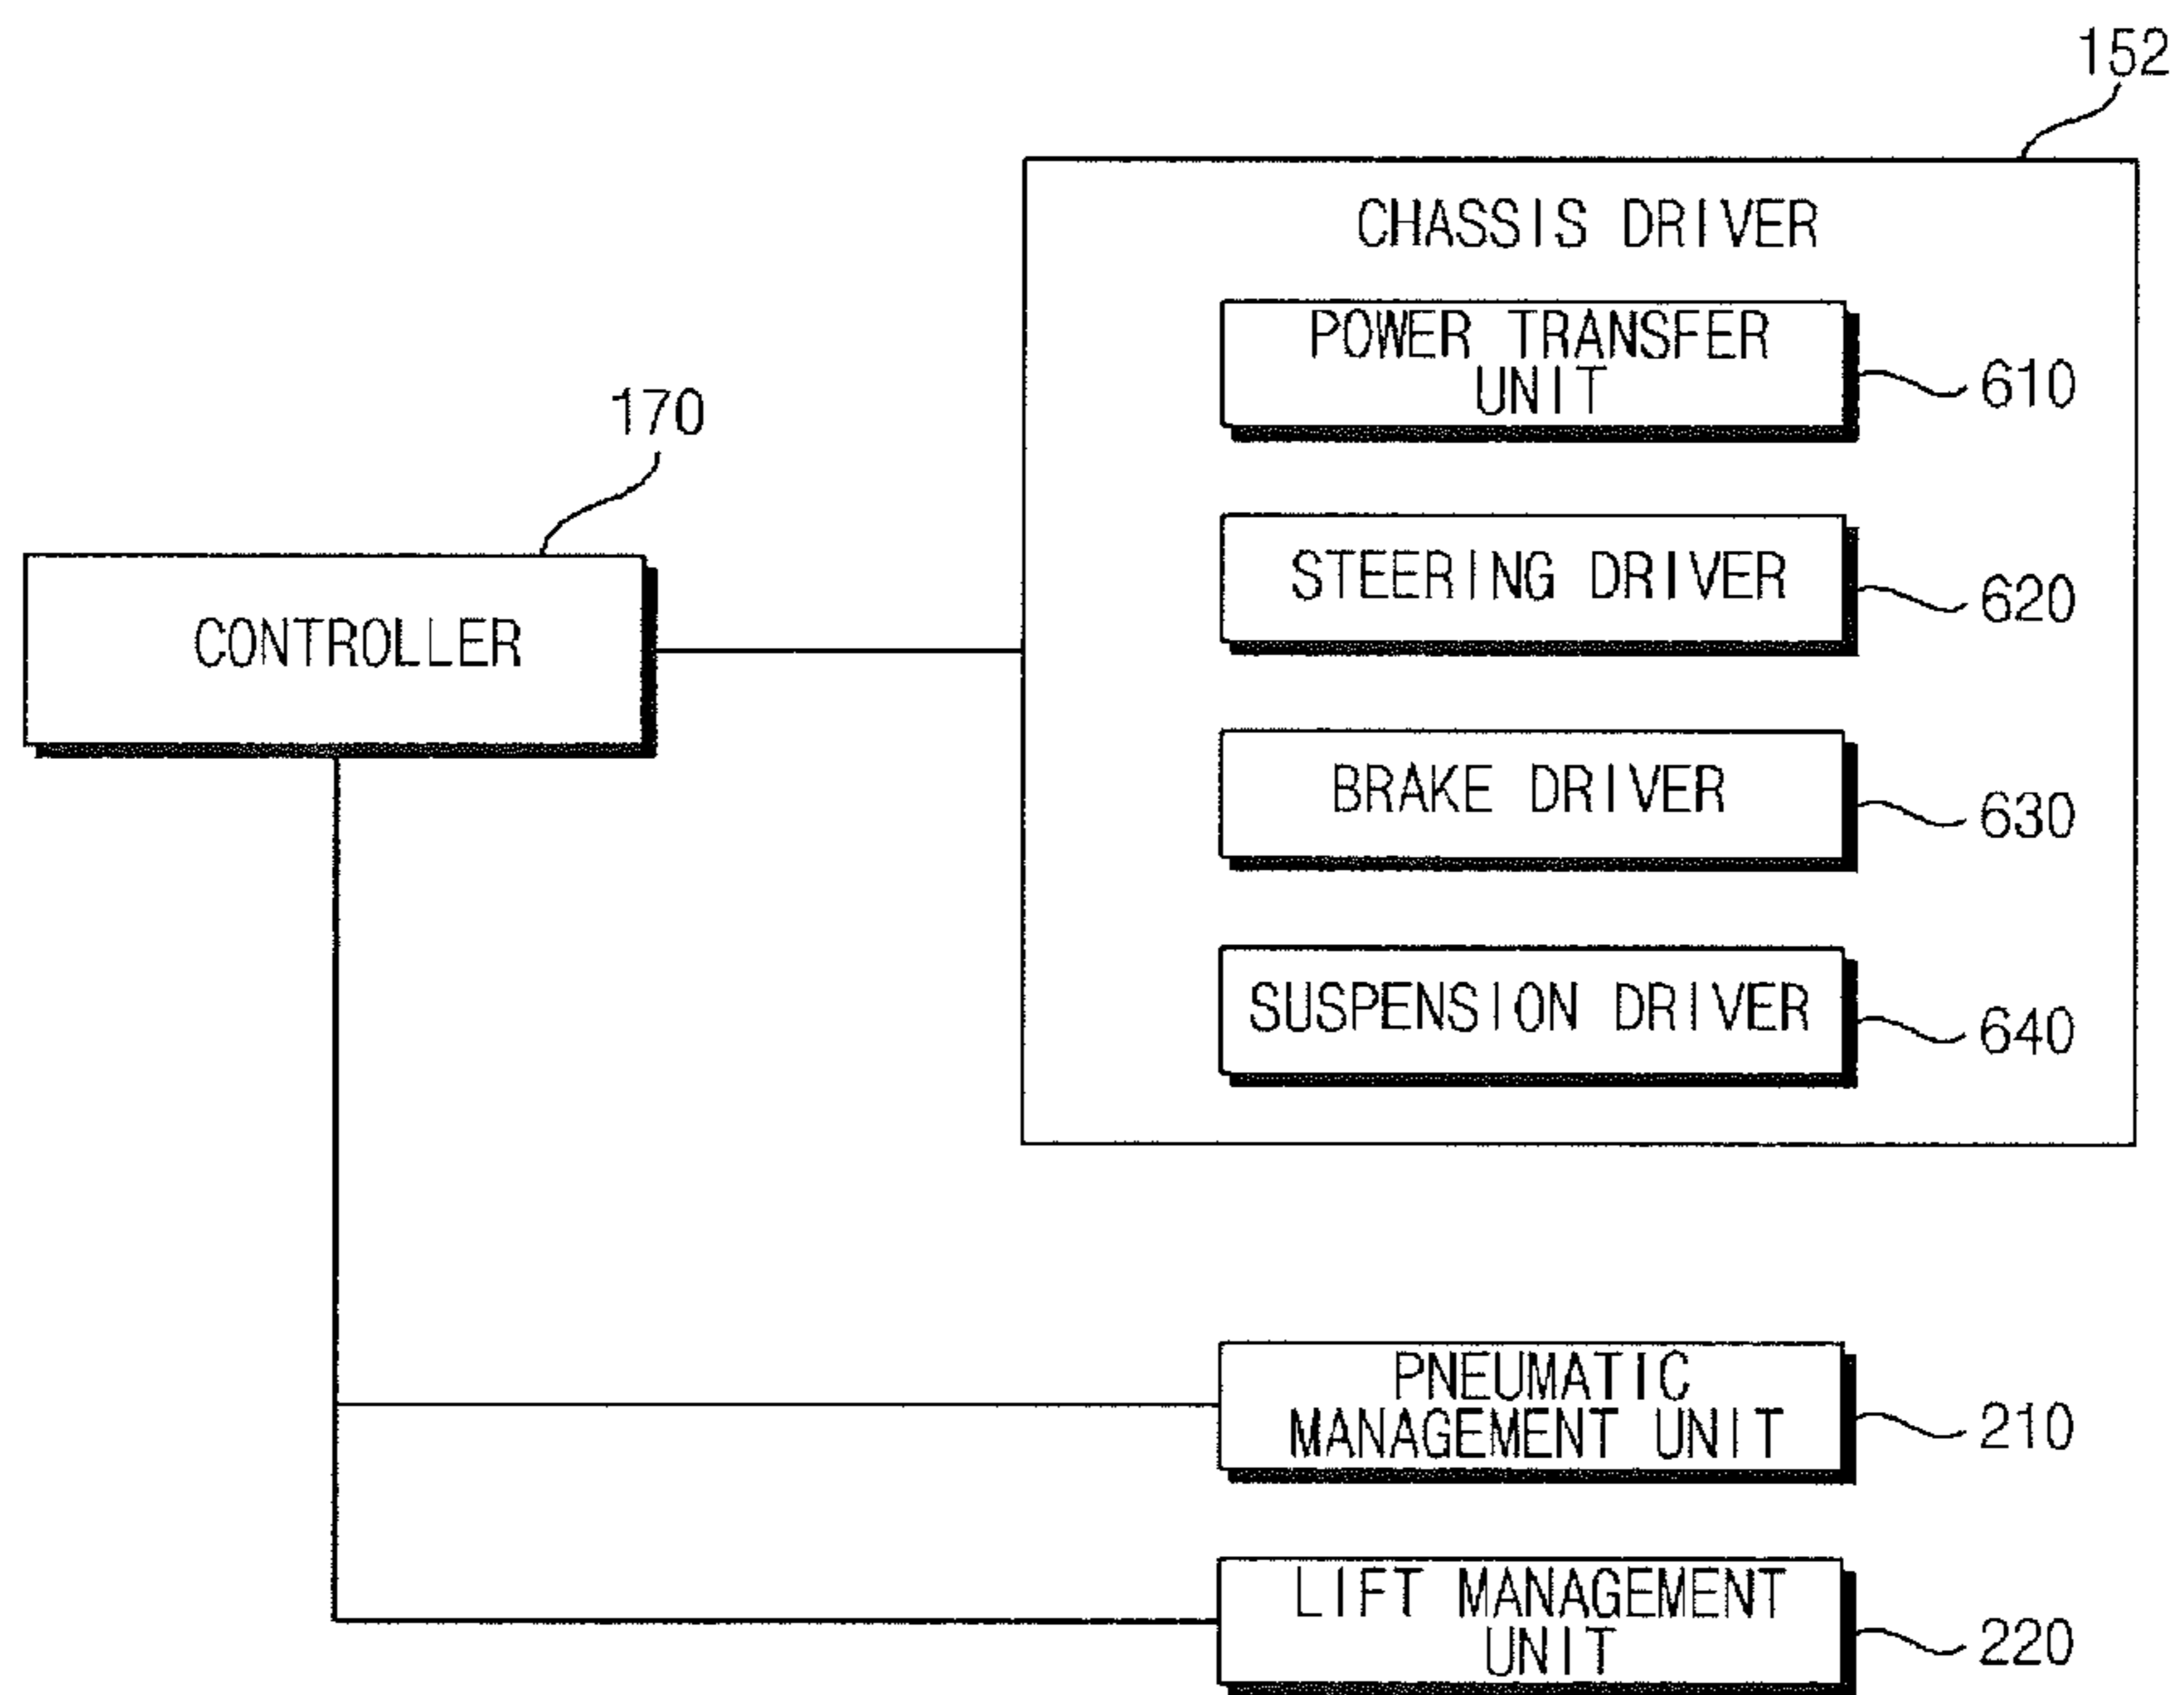 152
CHASSIS DRIVER
POWER TRANSFER
UNIT
610
170
STEERING DRIVER
620
CONTROLLER
BRAKE DRIVER
630
SUSPENSION DRIVER
640
PNEUMATIC
MANAGEMENT UNIT
210
LIFT MANAGEMENT
UNIT
220